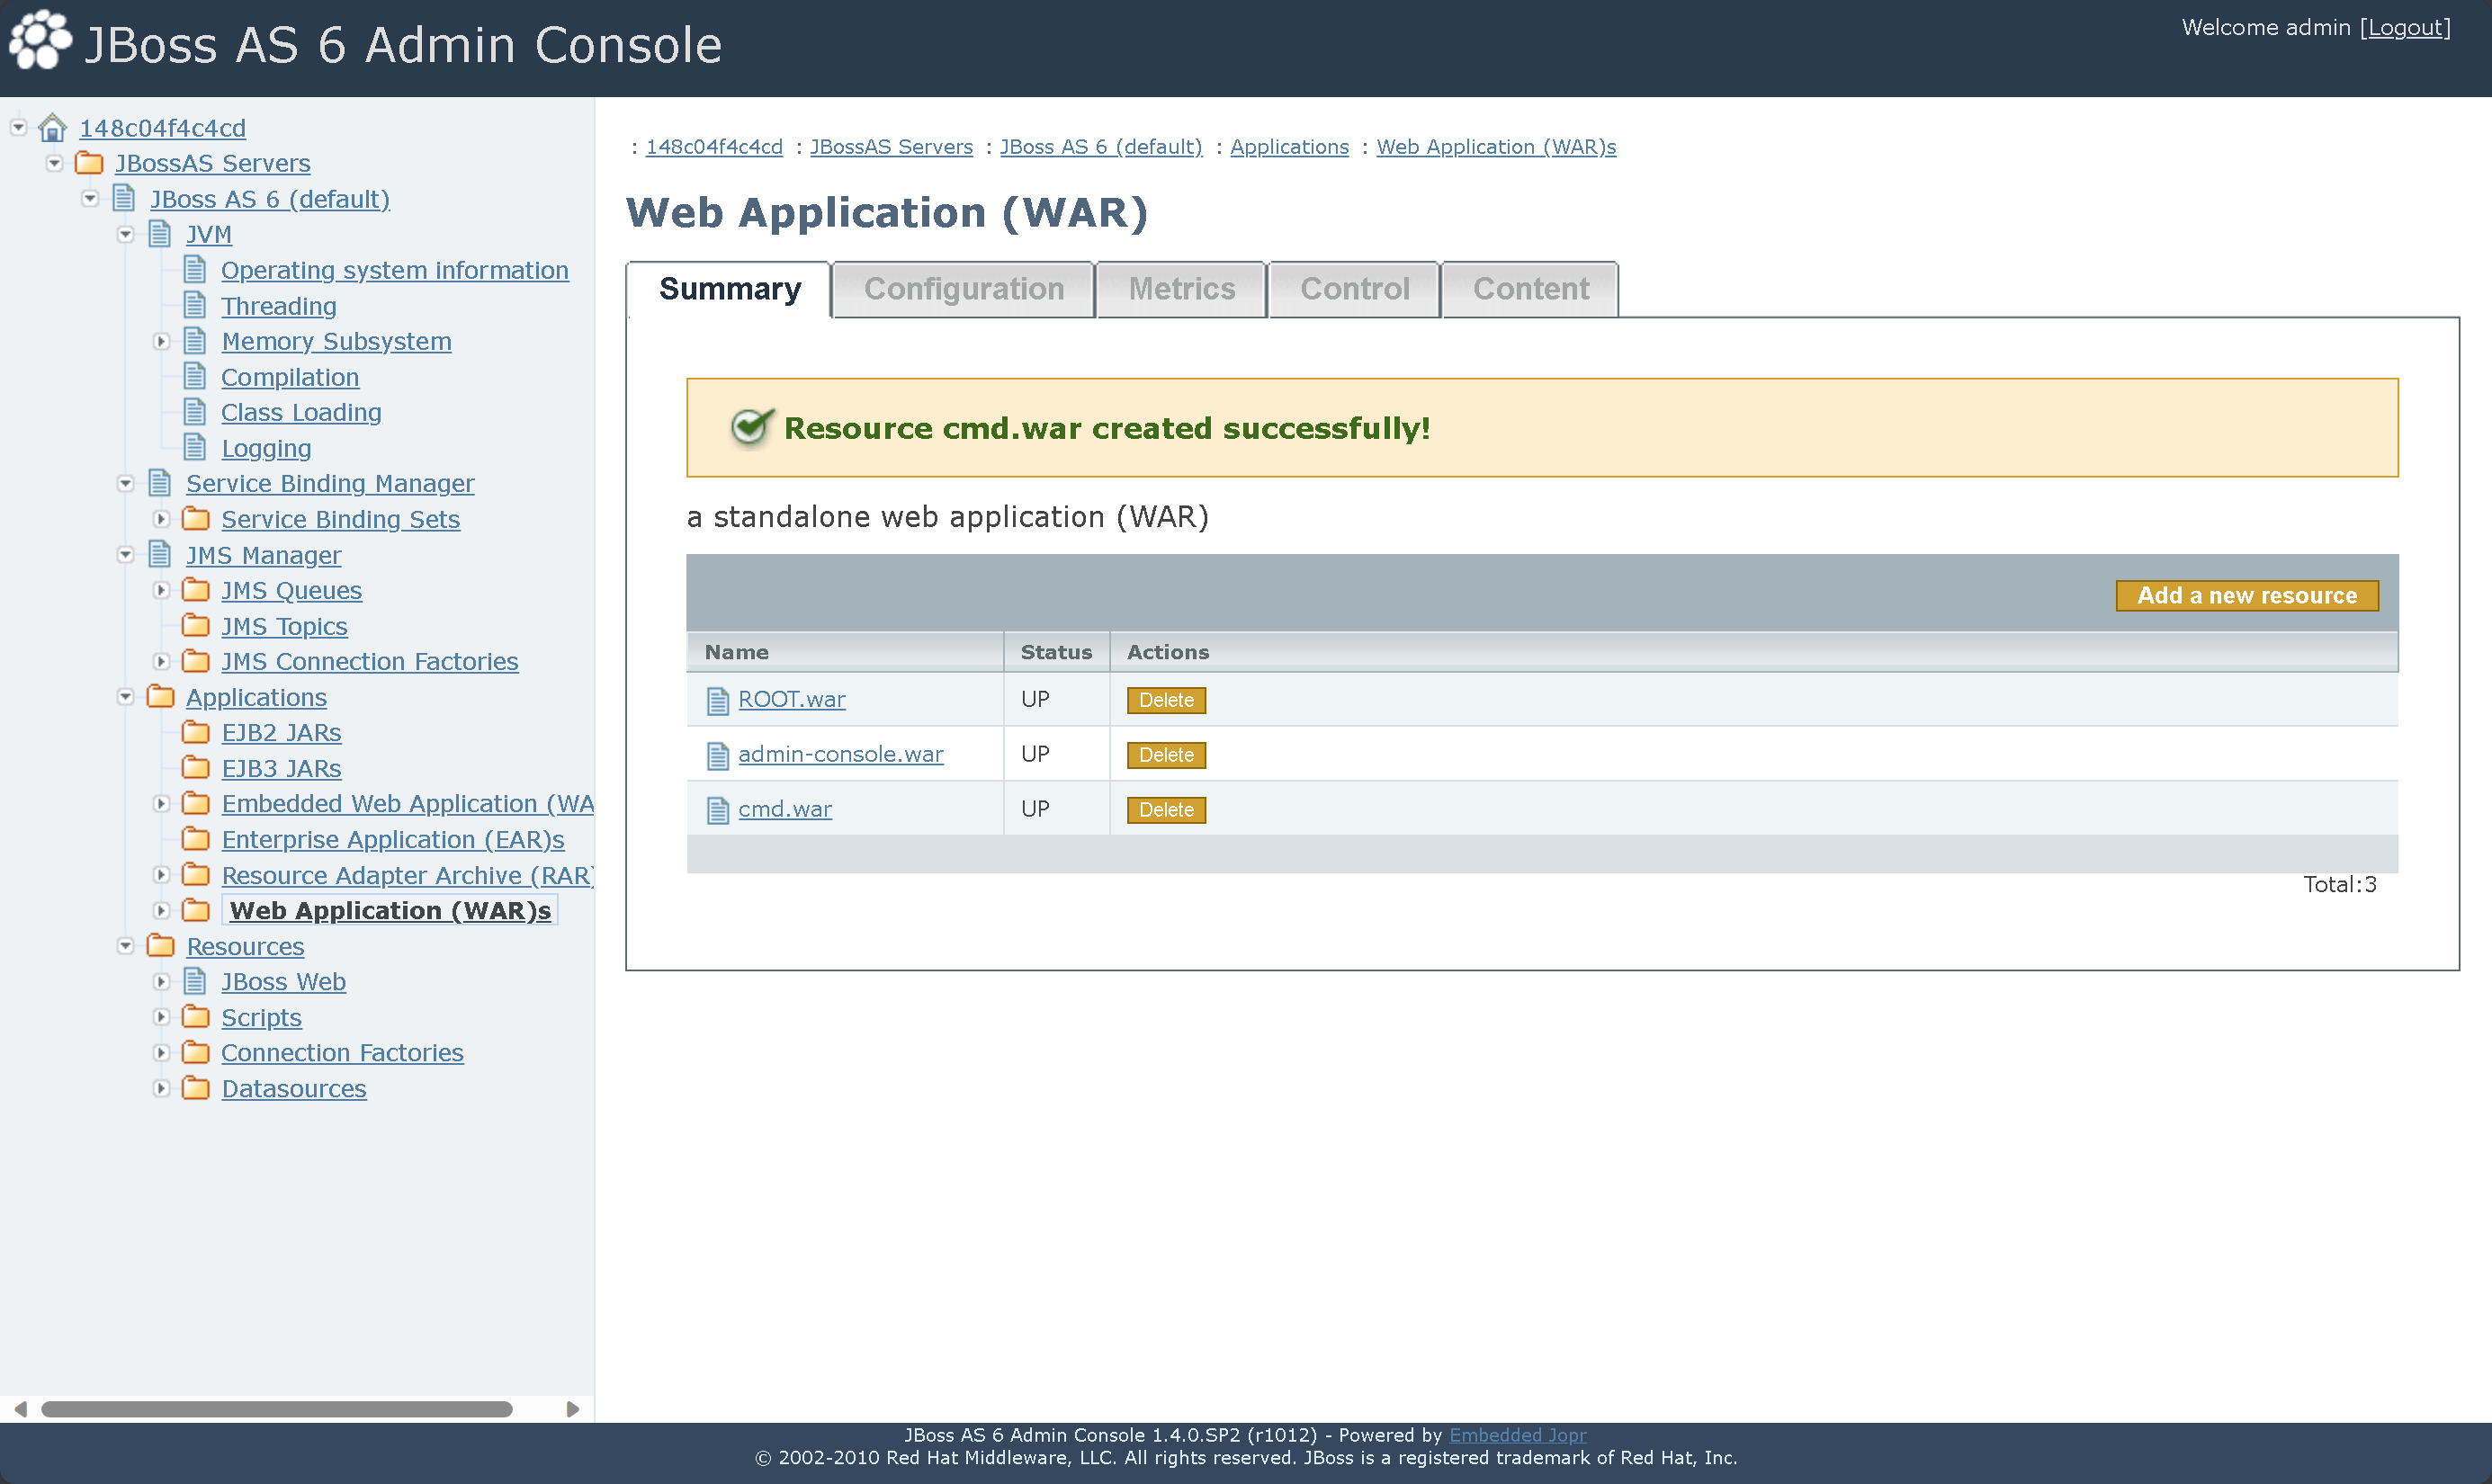 JBoss AS 6 Admin Console
Welcome admin [Logout]
148c04f4c4cd
JBossAS Servers
JBoss AS 6 (default)
JVM
Operating system information
Threading
Memory Subsystem
Compilation
Class Loading
Logging
Service Binding Manager
Service Binding Sets
JMS Manager
JMS Queues
JMS Topics
JMS Connection Factories
Applications
EJB2 JARs
EJB3 JARs
Embedded Web Application (WA
Enterprise Application (EAR)s
Resource Adapter Archive (RAR)
Web Application (WAR)s
Resources
JBoss Web
Scripts
Connection Factories
Datasources
: 148c04f4c4cd : JBossAS Servers : JBoss AS 6 (default) : Applications : Web Application (WAR)s
Web Application (WAR)
Summary Configuration Metrics Control Content
Resource cmd.war created successfully!
a standalone web application (WAR)
Add a new resource
Name Status Actions
ROOT.war UP Delete
admin-console.war UP Delete
cmd.war UP Delete
Total:3
JBoss AS 6 Admin Console 1.4.0.SP2 (r1012) - Powered by Embedded Jopr
© 2002-2010 Red Hat Middleware, LLC. All rights reserved. JBoss is a registered trademark of Red Hat, Inc.